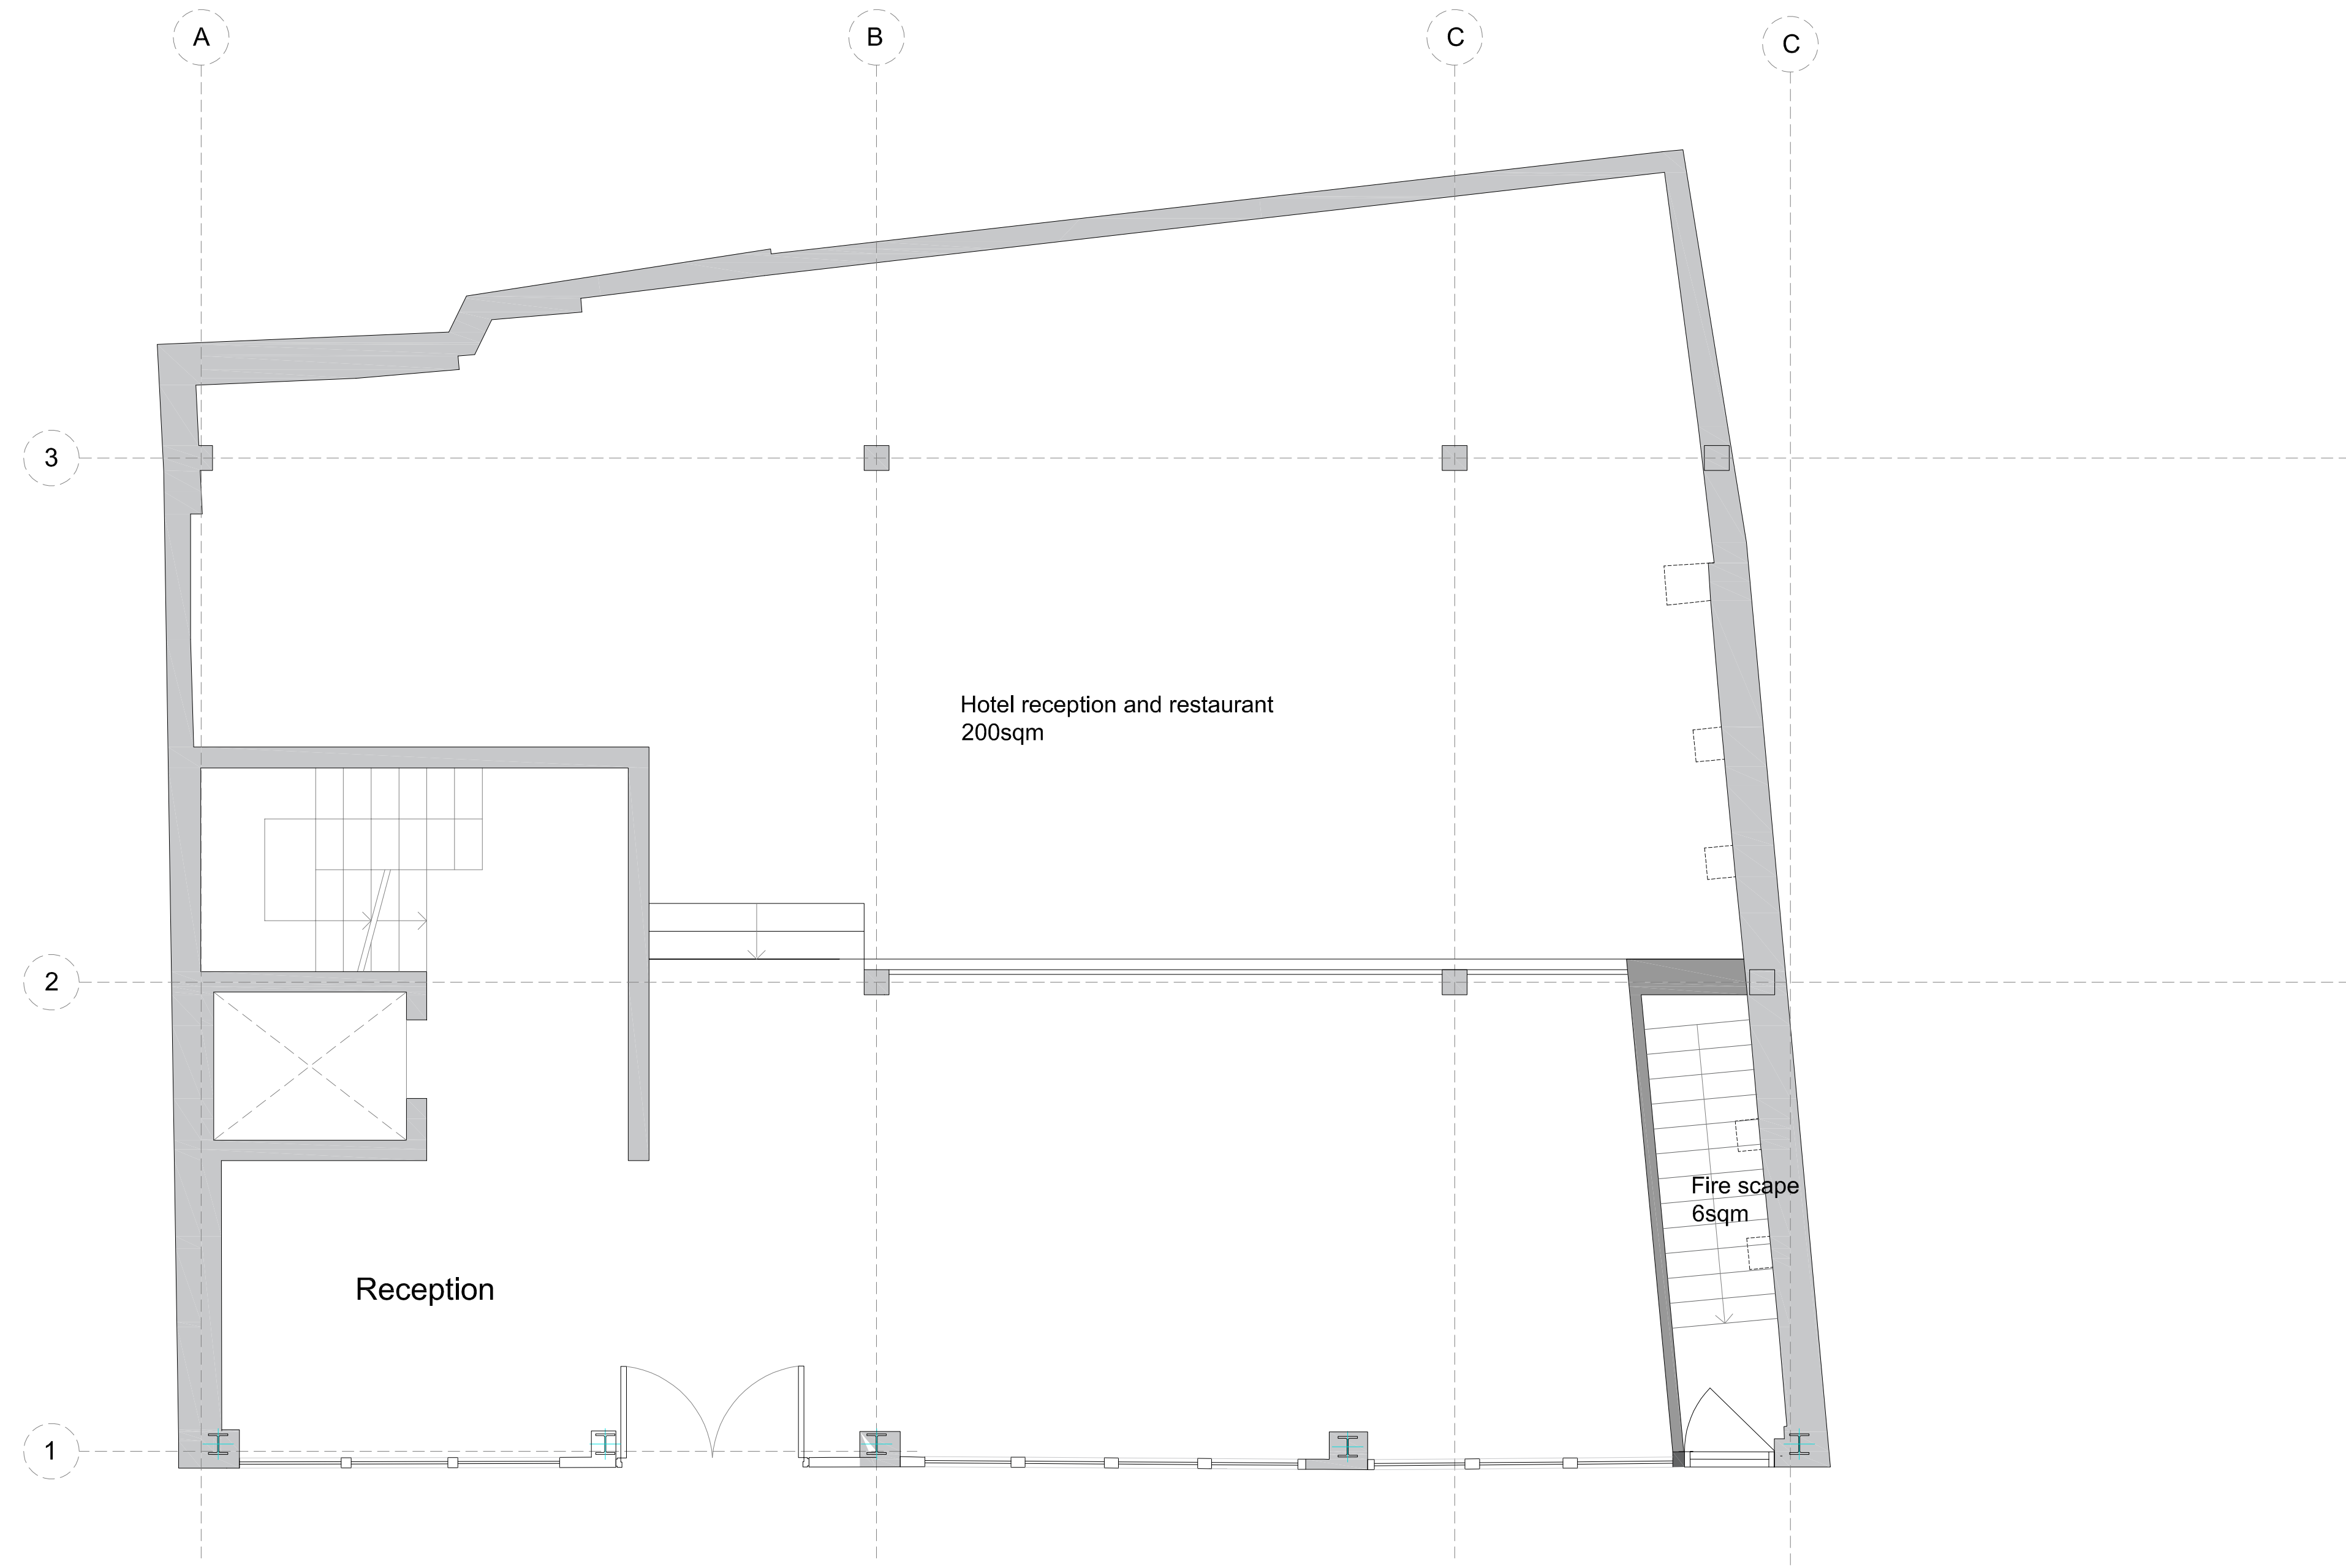 A
B
C
C
3
Hotel reception and restaurant
200sqm
2
Fire scape
6sqm
Reception
1